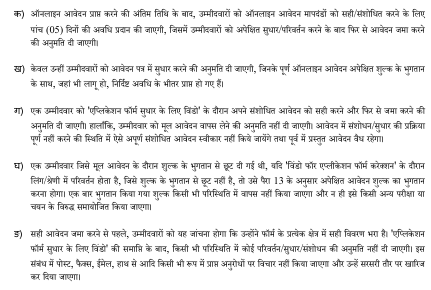 क) ऑनलाइन आवेदन प्राप्त करने की अंतिम तिथि के बाद, उम्मीदवारों को ऑनलाइन आवेदन मापदंडों को सही/संशोधित करने के लिए
पांच (05) दिनों की अवधि प्रदान की जाएगी, जिसमें उम्मीदवारों को अपेक्षित सुधार/परिवर्तन करने के बाद फिर से आवेदन जमा करने
की अनुमति दी जाएगी।
ख) केवल उन्हीं उम्मीदवारों को आवेदन पत्र में सुधार करने की अनुमति दी जाएगी, जिनके पूर्ण ऑनलाइन आवेदन अपेक्षित शुल्क के भुगतान
के साथ, जहां भी लागू हो, निर्दिष्ट अवधि के भीतर प्राप्त हो गए हैं।
ग) एक उम्मीदवार को 'एप्लिकेशन फॉर्म सुधार के लिए विंडो' के दौरान अपने संशोधित आवेदन को सही करने और फिर से जमा करने की
अनुमति दी जाएगी। हालाँकि, उम्मीदवार को मूल आवेदन वापस लेने की अनुमति नहीं दी जाएगी। आवेदन में संशोधन/सुधार की प्रक्रिया
पूर्ण नहीं करने की स्थिति में ऐसे अपूर्ण संशोधित आवेदन स्वीकार नहीं किये जायेंगे तथा पूर्व में प्रस्तुत आवेदन वैध रहेगा।
घ) एक उम्मीदवार जिसे मूल आवेदन के दौरान शुल्क के भुगतान से छूट दी गई थी, यदि 'विंडो फॉर एप्लीकेशन फॉर्म करेक्शन' के दौरान
लिंग/श्रेणी में परिवर्तन होता है, जिसे शुल्क के भुगतान से छूट नहीं है, तो उसे पैरा 13 के अनुसार अपेक्षित आवेदन शुल्क का भुगतान
करना होगा। एक बार भुगतान किया गया शुल्क किसी भी परिस्थिति में वापस नहीं किया जाएगा और न ही इसे किसी अन्य परीक्षा या
चयन के विरुद्ध समायोजित किया जाएगा।
ङ) सही आवेदन जमा करने से पहले, उम्मीदवारों को यह जांचना होगा कि उन्होंने फॉर्म के प्रत्येक क्षेत्र में सही विवरण भरा है। 'एप्लिकेशन
फॉर्म सुधार के लिए विंडो' की समाप्ति के बाद, किसी भी परिस्थिति में कोई परिवर्तन/सुधार/संशोधन की अनुमति नहीं दी जाएगी। इस
संबंध में पोस्ट, फैक्स, ईमेल, हाथ से आदि किसी भी रूप में प्राप्त अनुरोधों पर विचार नहीं किया जाएगा और उन्हें सरसरी तौर पर खारिज
कर दिया जाएगा।